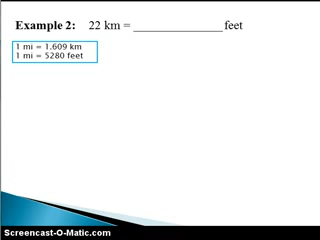 Example 2: 22 km = _______________ feet
1 mi = 1.609 km
1 mi = 5280 feet
Screencast-O-Matic.com